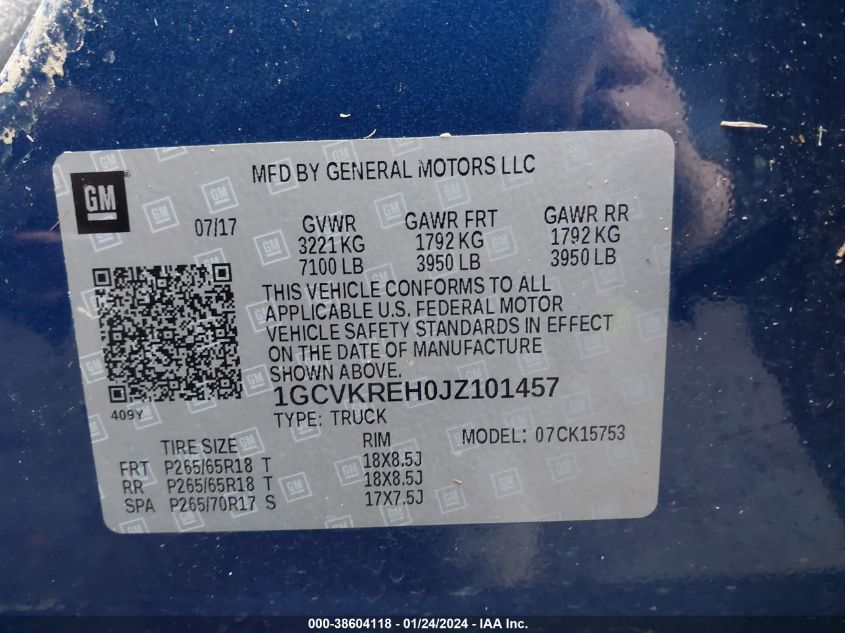 MFD BY GENERAL MOTORS LLC
GM
07/17 GVWR GAWR FRT GAWR RR
3221 KG 1792 KG 1792 KG
7100 LB 3950 LB 3950 LB
THIS VEHICLE CONFORMS TO ALL
APPLICABLE U.S. FEDERAL MOTOR
VEHICLE SAFETY STANDARDS IN EFFECT
ON THE DATE OF MANUFACTURE
SHOWN ABOVE.
1GCVKREH0JZ101457
409Y
TYPE: TRUCK
TIRE SIZE RIM MODEL: 07CK15753
FRT P265/65R18 T 18X8.5J
RR P265/65R18 T 18X8.5J
SPA P265/70R17 S 17X7.5J
000-38604118 - 01/24/2024 - IAA Inc.